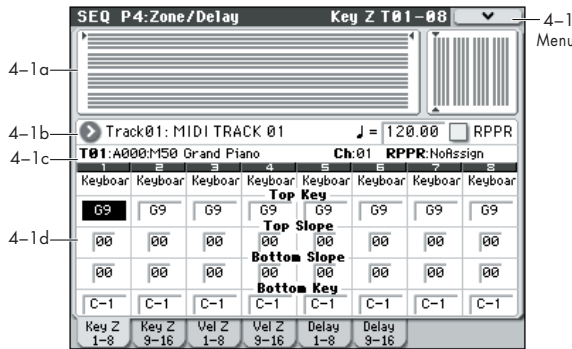 SEQ P4:Zone/Delay Key Z T01-08
4-1
Menu
4-1a
4-1b
Track01: MIDI TRACK 01 ♩ = 120.00 RPPR
4-1c
T01:A000:M50 Grand Piano Ch:01 RPPR:NoAssign
1 2 3 4 5 6 7 8
Keyboar Keyboar Keyboar Keyboar Keyboar Keyboar Keyboar Keyboar
Top Key
G9 G9 G9 G9 G9 G9 G9 G9
Top Slope
4-1d
00 00 00 00 00 00 00 00
Bottom Slope
00 00 00 00 00 00 00 00
Bottom Key
C-1 C-1 C-1 C-1 C-1 C-1 C-1 C-1
Key Z 1-8 Key Z 9-16 Vel Z 1-8 Vel Z 9-16 Delay 1-8 Delay 9-16